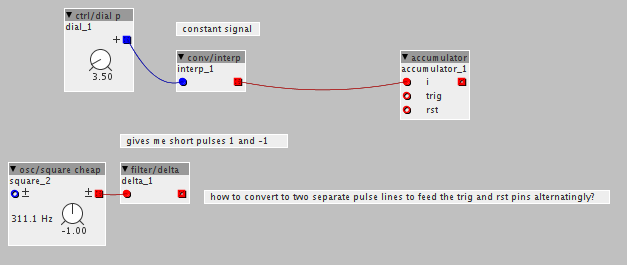 ctrl/dial p
dial_1
+
3.50
constant signal
conv/interp
interp_1
accumulator
accumulator_1
i
trig
rst
gives me short pulses 1 and -1
osc/square cheap
square_2
± ±
311.1 Hz
-1.00
filter/delta
delta_1
how to convert to two separate pulse lines to feed the trig and rst pins alternatingly?